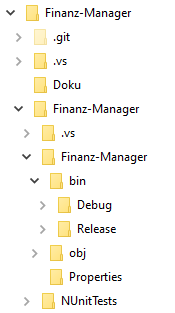 Finanz-Manager
.git
.vs
Doku
Finanz-Manager
.vs
Finanz-Manager
bin
Debug
Release
obj
Properties
NUnitTests